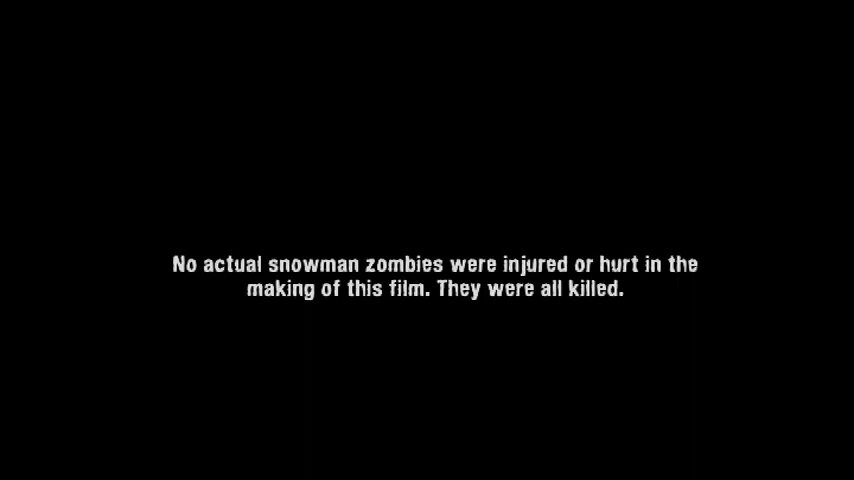 No actual snowman zombies were injured or hurt in the
making of this film. They were all killed.